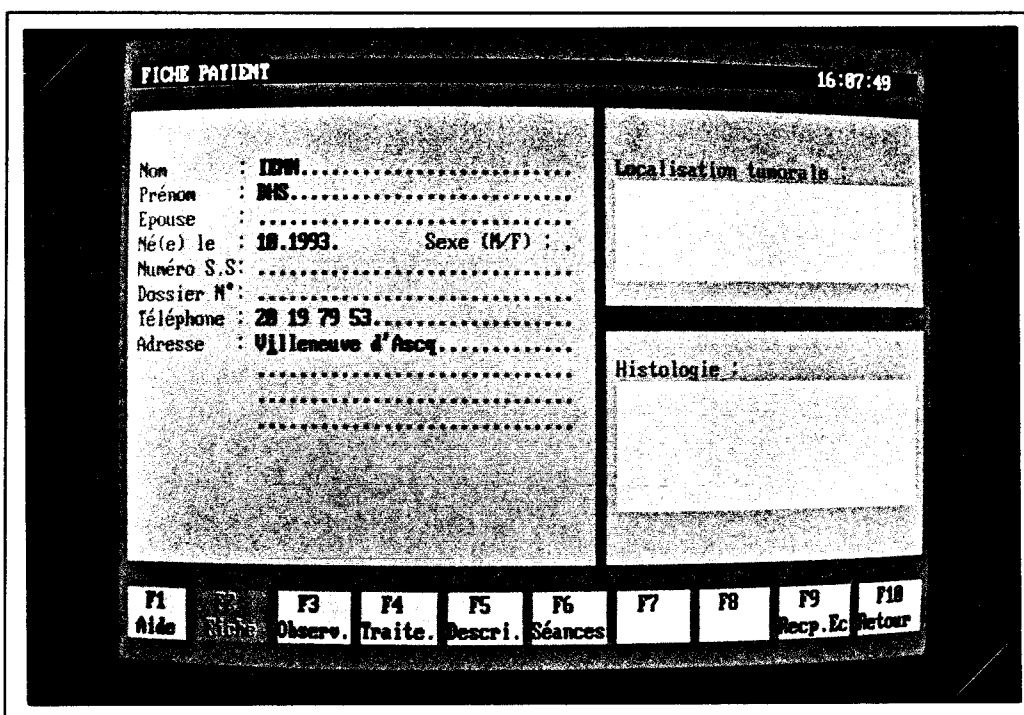 FICHE PATIENT
16:07:49
Nom : IEMN..........................
Prénom : DHS...........................
Epouse : ..............................
Né(e) le : 10.1993. Sexe (M/F) : .
Numéro S.S: ..............................
Dossier N°: ..............................
Téléphone : 20 19 79 53...................
Adresse : Villeneuve d'Ascq.............
..............................
..............................
..............................
Localisation tumorale :
Histologie :
F1 F2 F3 F4 F5 F6 F7 F8 F9 F10
Aide Fiche Observ. Traite. Descri. Séances Recp.Ec Retour